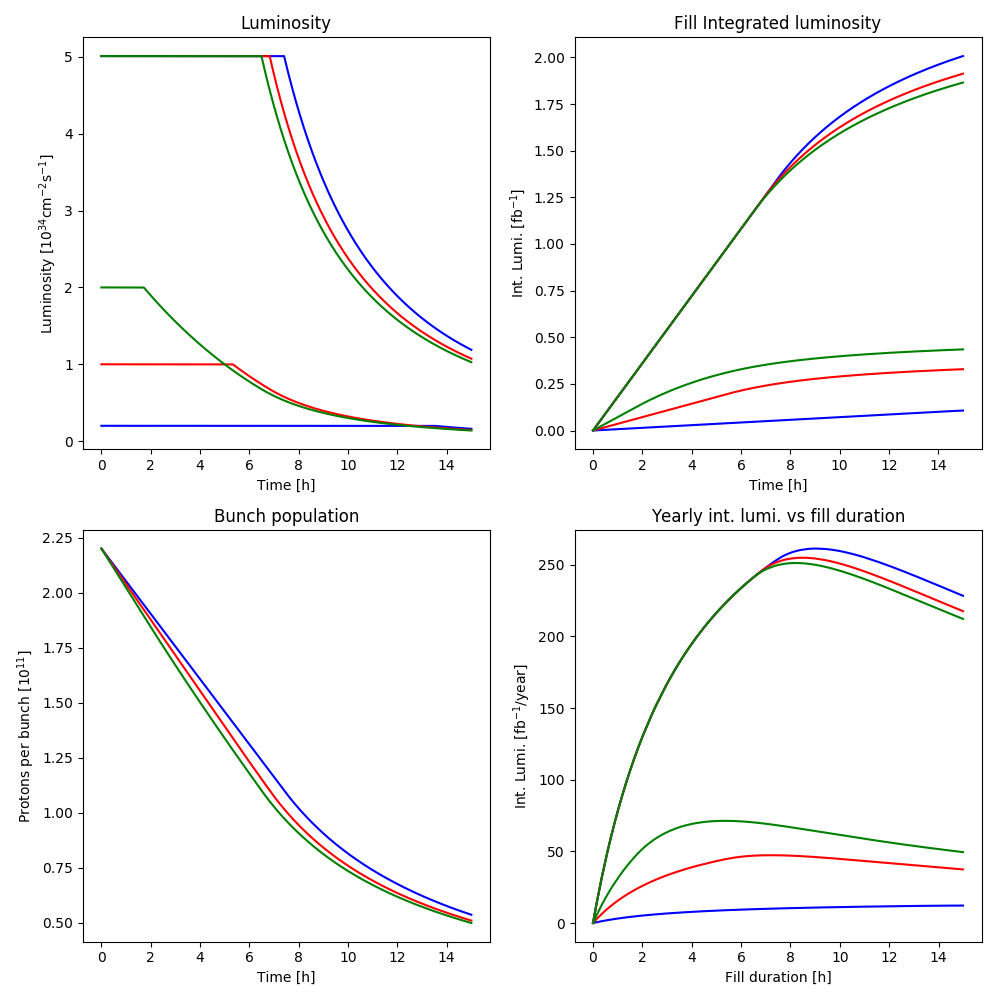 Luminosity
Luminosity [10^34 cm^−2 s^−1]
5
4
3
2
1
0
0 2 4 6 8 10 12 14
Time [h]
Fill Integrated luminosity
Int. Lumi. [fb^−1]
2.00
1.75
1.50
1.25
1.00
0.75
0.50
0.25
0.00
0 2 4 6 8 10 12 14
Time [h]
Bunch population
Protons per bunch [10^11]
2.25
2.00
1.75
1.50
1.25
1.00
0.75
0.50
0 2 4 6 8 10 12 14
Time [h]
Yearly int. lumi. vs fill duration
Int. Lumi. [fb^−1/year]
250
200
150
100
50
0
0 2 4 6 8 10 12 14
Fill duration [h]